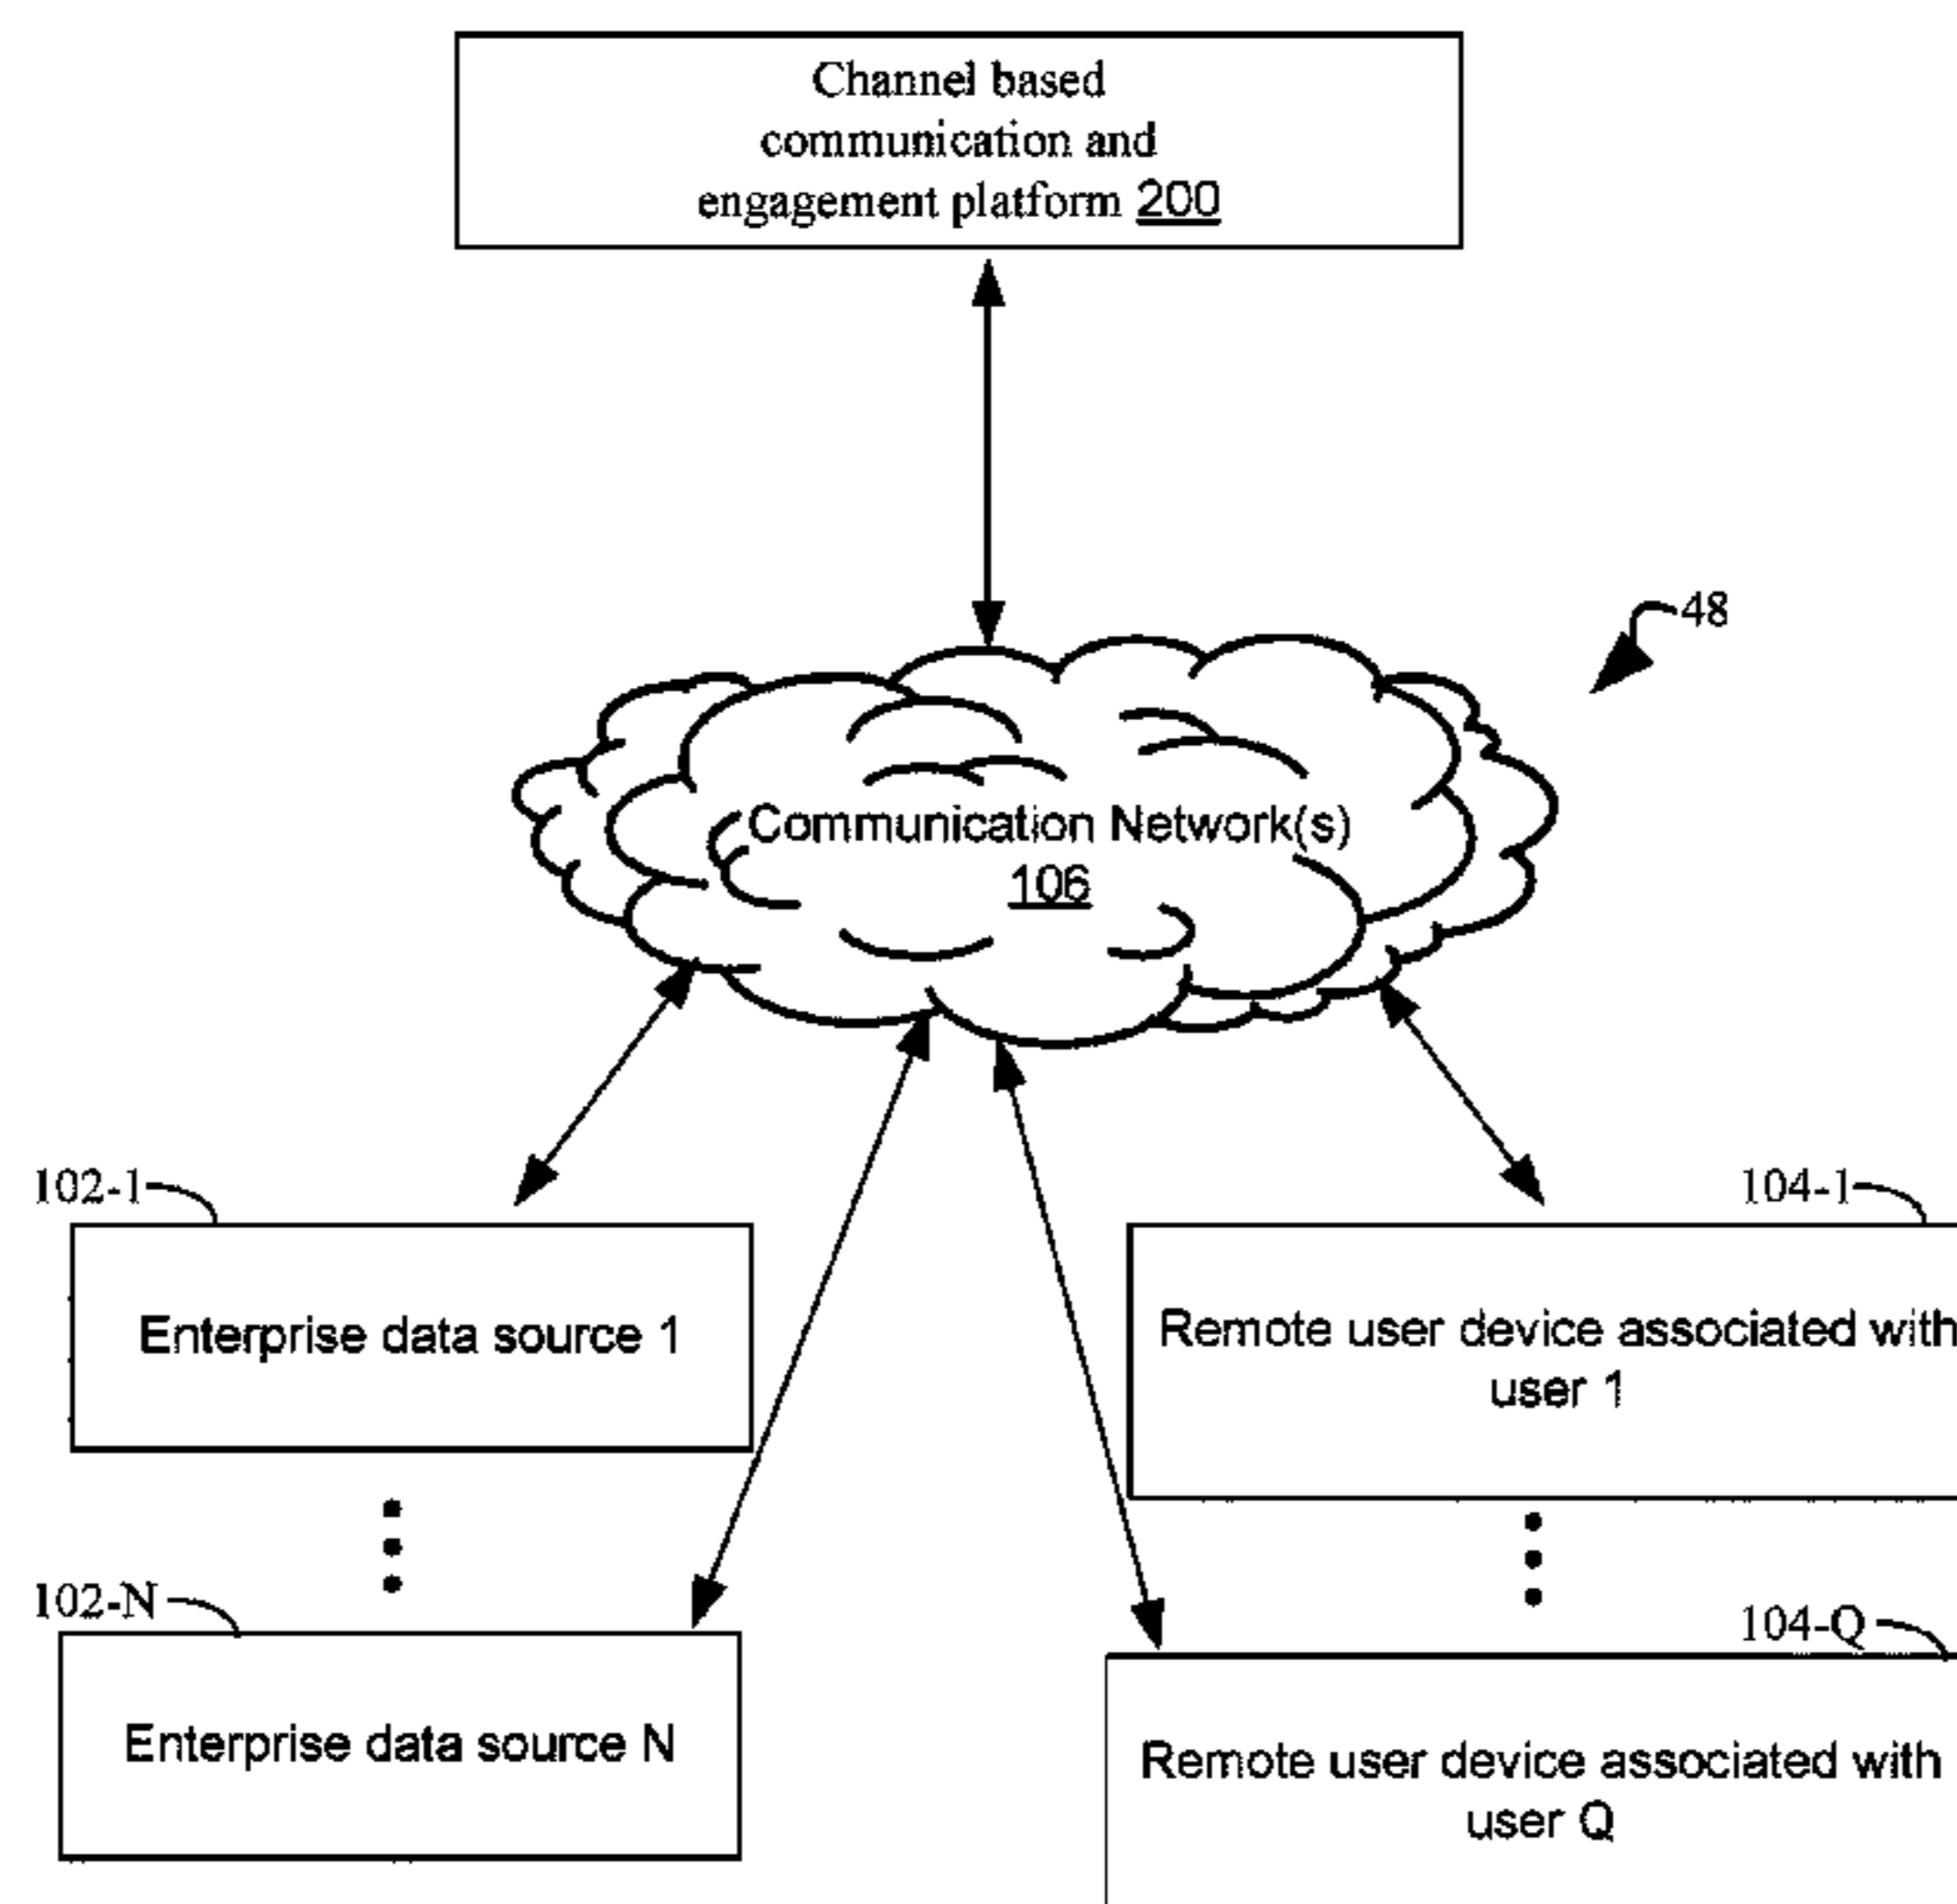 Channel based
communication and
engagement platform 200
48
Communication Network(s)
106
102-1
104-1
Enterprise data source 1
Remote user device associated with
user 1
102-N
104-Q
Enterprise data source N
Remote user device associated with
user Q